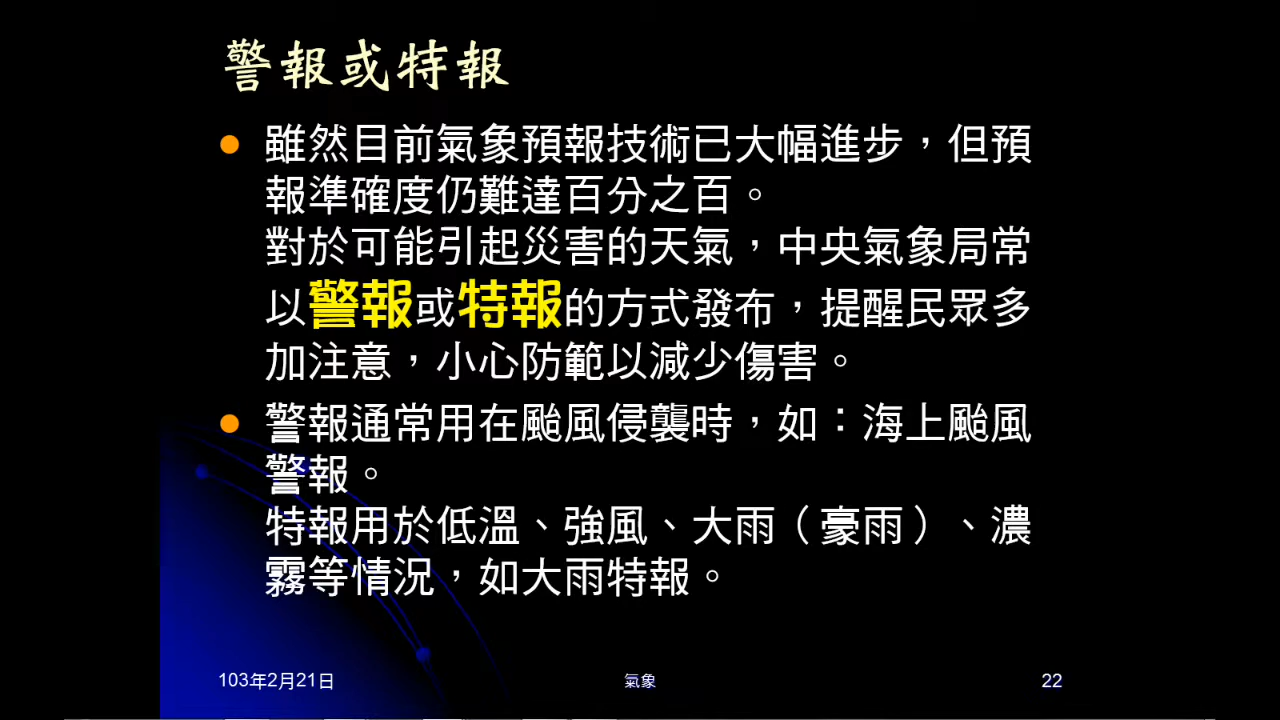 警報或特報
雖然目前氣象預報技術已大幅進步，但預
報準確度仍難達百分之百。
對於可能引起災害的天氣，中央氣象局常
以警報或特報的方式發布，提醒民眾多
加注意，小心防範以減少傷害。
警報通常用在颱風侵襲時，如：海上颱風
警報。
特報用於低溫、強風、大雨（豪雨）、濃
霧等情況，如大雨特報。
103年2月21日
氣象
22